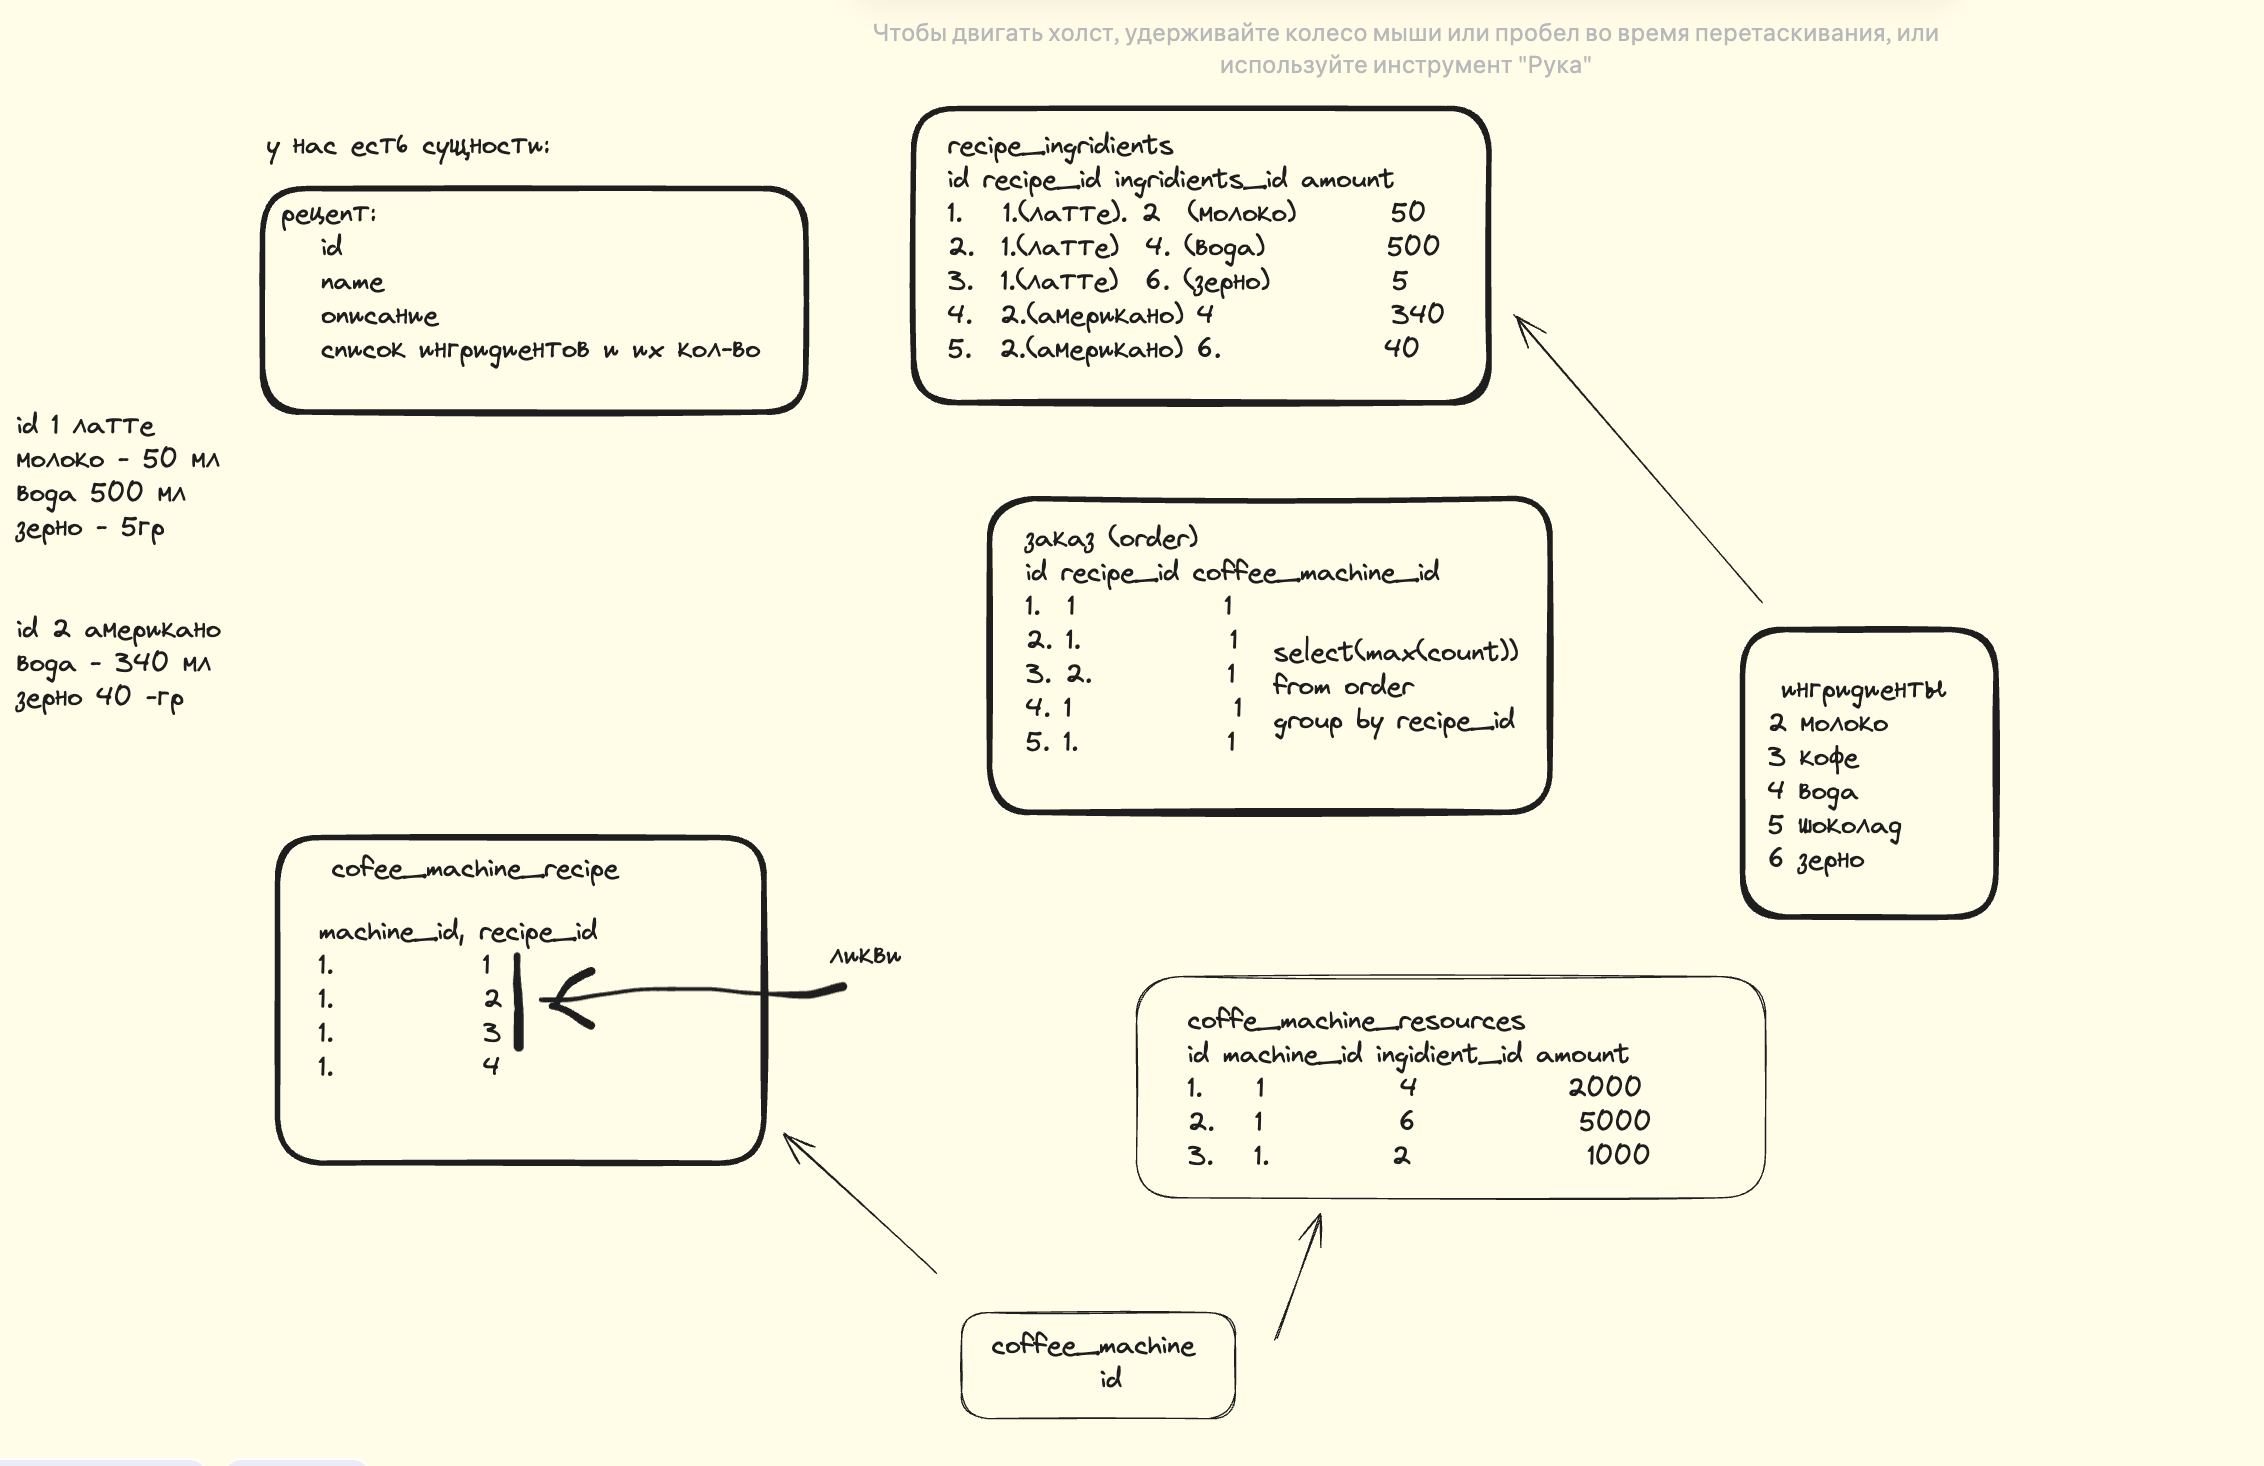 Чтобы двигать холст, удерживайте колесо мыши или пробел во время перетаскивания, или
используйте инструмент "Рука"
у нас есть сущности:
рецепт:
id
name
описание
список ингридиентов и их кол-во
recipe_ingridients
id recipe_id ingridients_id amount
1. 1.(латте). 2 (молоко) 50
2. 1.(латте) 4. (вода) 500
3. 1.(латте) 6. (зерно) 5
4. 2.(американо) 4 340
5. 2.(американо) 6. 40
id 1 латте
молоко - 50 мл
вода 500 мл
зерно - 5гр
id 2 американо
вода - 340 мл
зерно 40 -гр
заказ (order)
id recipe_id coffee_machine_id
1. 1 1
2. 1. 1
3. 2. 1
4. 1 1
5. 1. 1
select(max(count))
from order
group by recipe_id
ингридиенты
2 молоко
3 кофе
4 вода
5 шоколад
6 зерно
cofee_machine_recipe
machine_id, recipe_id
1. 1
1. 2
1. 3
1. 4
ликви
coffe_machine_resources
id machine_id ingidient_id amount
1. 1 4 2000
2. 1 6 5000
3. 1. 2 1000
coffee_machine
id